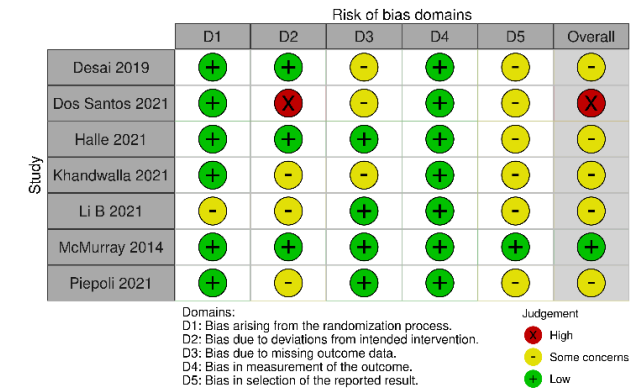 Risk of bias domains
D1 D2 D3 D4 D5 Overall
Study
Desai 2019 + + - + - -
Dos Santos 2021 + X - + - X
Halle 2021 + + + + - -
Khandwalla 2021 + - - + - -
Li B 2021 - - + + - -
McMurray 2014 + + + + + +
Piepoli 2021 + - + + - -
Domains:
D1: Bias arising from the randomization process.
D2: Bias due to deviations from intended intervention.
D3: Bias due to missing outcome data.
D4: Bias in measurement of the outcome.
D5: Bias in selection of the reported result.
Judgement
X High
- Some concerns
+ Low